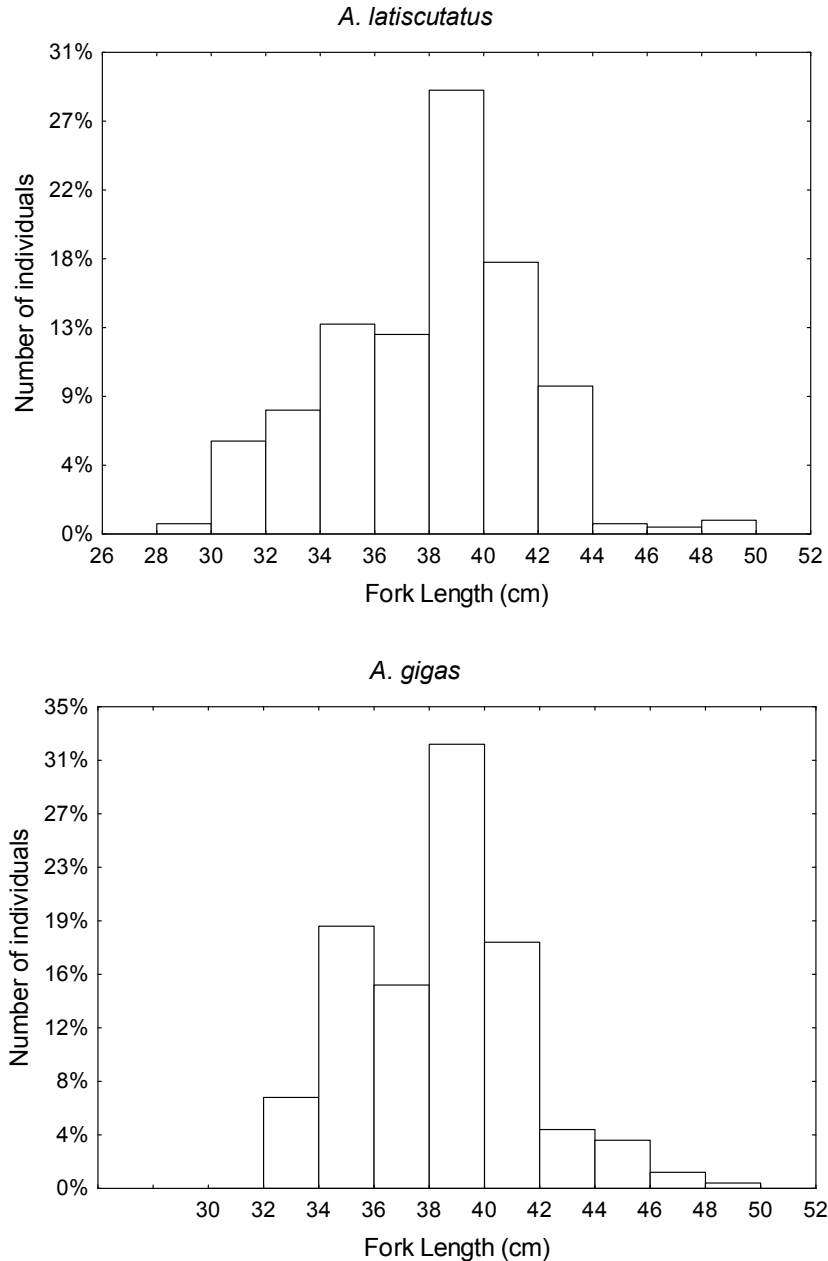 A. latiscutatus
31%
27%
22%
18%
13%
9%
4%
0%
Number of individuals
26 28 30 32 34 36 38 40 42 44 46 48 50 52
Fork Length (cm)
A. gigas
35%
31%
27%
23%
19%
16%
12%
8%
4%
0%
Number of individuals
30 32 34 36 38 40 42 44 46 48 50 52
Fork Length (cm)